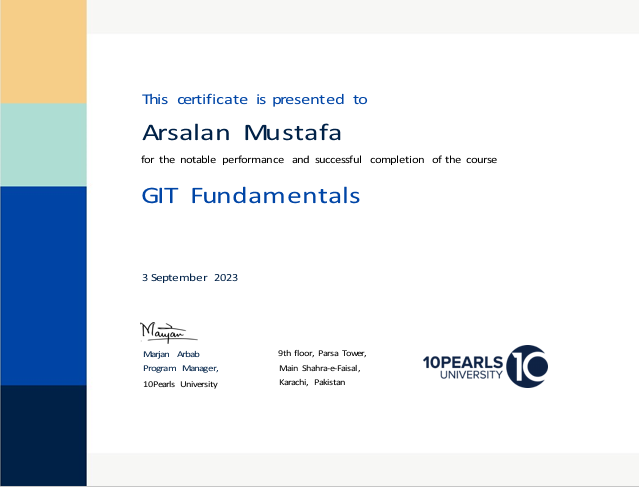 This certificate is presented to
Arsalan Mustafa
for the notable performance and successful completion of the course
GIT Fundamentals
3 September 2023
Marjan
Marjan Arbab
Program Manager,
10Pearls University
9th floor, Parsa Tower,
Main Shahra-e-Faisal,
Karachi, Pakistan
10PEARLS
UNIVERSITY
10